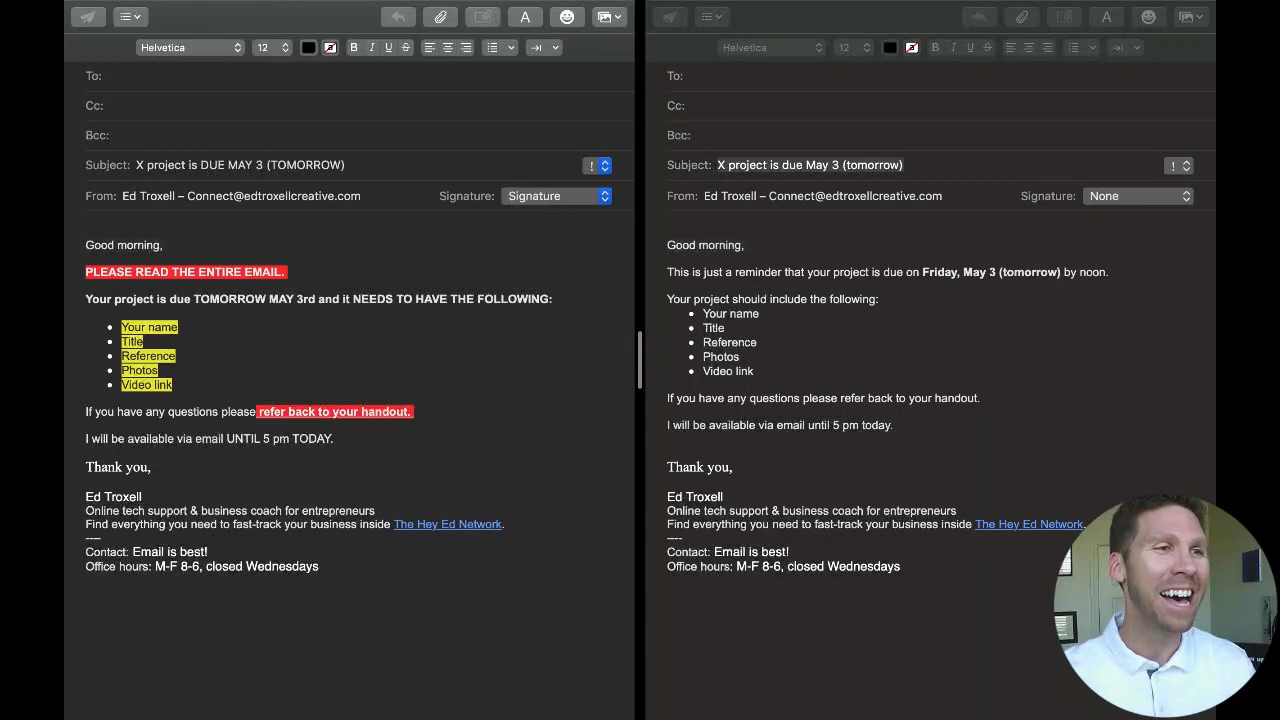 Helvetica
12
B I U S
To:
Cc:
Bcc:
Subject: X project is DUE MAY 3 (TOMORROW)
!
From: Ed Troxell – Connect@edtroxellcreative.com
Signature: Signature
Good morning,
PLEASE READ THE ENTIRE EMAIL.
Your project is due TOMORROW MAY 3rd and it NEEDS TO HAVE THE FOLLOWING:
• Your name
• Title
• Reference
• Photos
• Video link
If you have any questions please refer back to your handout.
I will be available via email UNTIL 5 pm TODAY.
Thank you,
Ed Troxell
Online tech support & business coach for entrepreneurs
Find everything you need to fast-track your business inside The Hey Ed Network.
----
Contact: Email is best!
Office hours: M-F 8-6, closed Wednesdays
Helvetica
12
B I U S
To:
Cc:
Bcc:
Subject: X project is due May 3 (tomorrow)
!
From: Ed Troxell – Connect@edtroxellcreative.com
Signature: None
Good morning,
This is just a reminder that your project is due on Friday, May 3 (tomorrow) by noon.
Your project should include the following:
• Your name
• Title
• Reference
• Photos
• Video link
If you have any questions please refer back to your handout.
I will be available via email until 5 pm today.
Thank you,
Ed Troxell
Online tech support & business coach for entrepreneurs
Find everything you need to fast-track your business inside The Hey Ed Network.
----
Contact: Email is best!
Office hours: M-F 8-6, closed Wednesdays